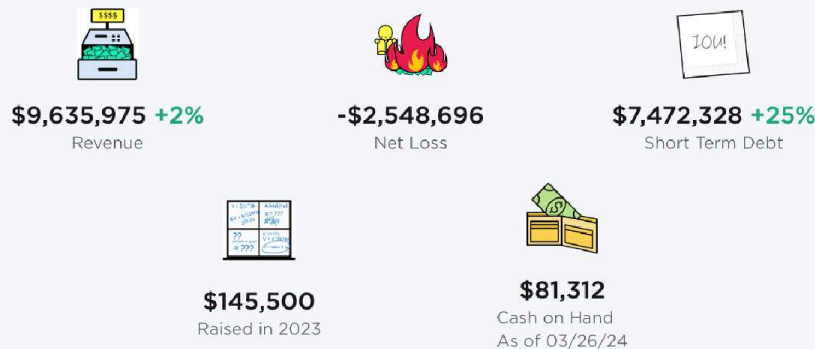 $$$$
IOU!
$9,635,975 +2%
Revenue
-$2,548,696
Net Loss
$7,472,328 +25%
Short Term Debt
??
= ???
$145,500
Raised in 2023
$81,312
Cash on Hand
As of 03/26/24